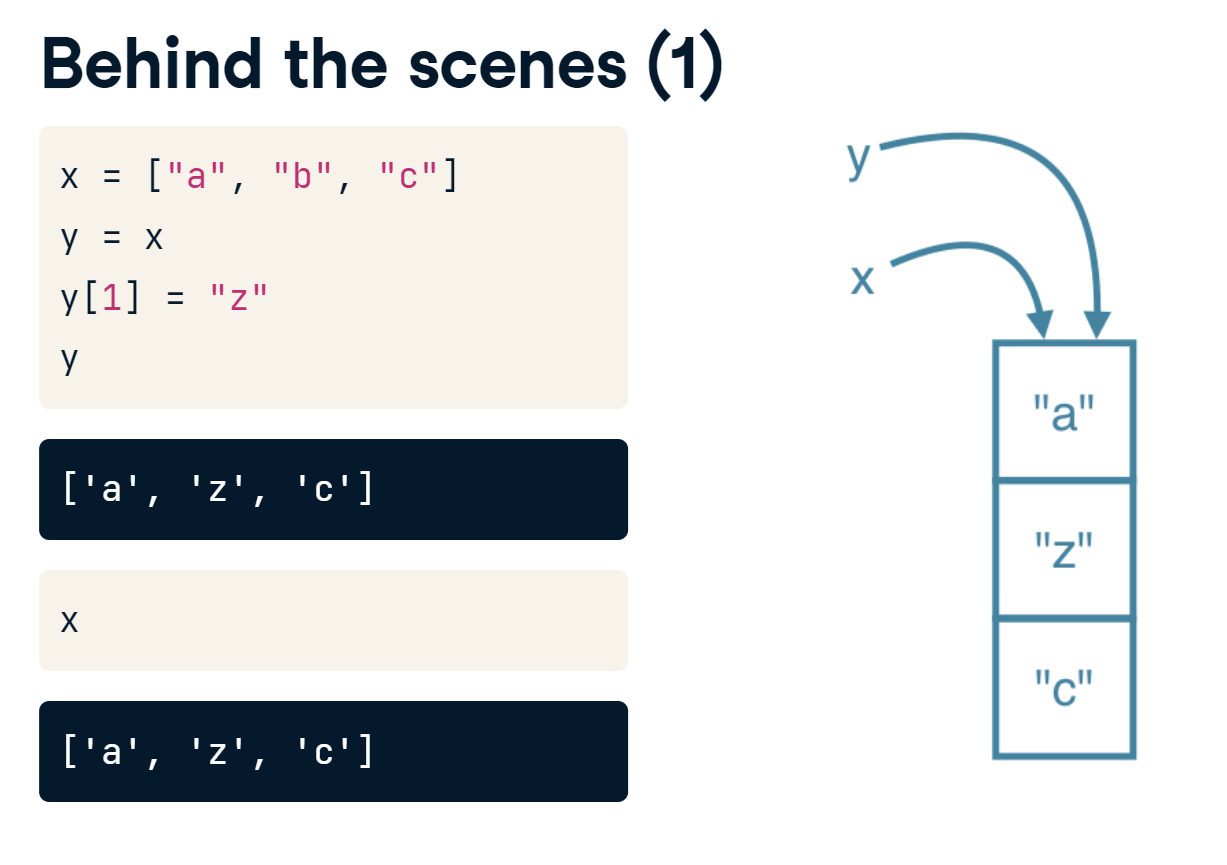 Behind the scenes (1)
x = ["a", "b", "c"]
y = x
y[1] = "z"
y
['a', 'z', 'c']
x
['a', 'z', 'c']
y
x
"a"
"z"
"c"